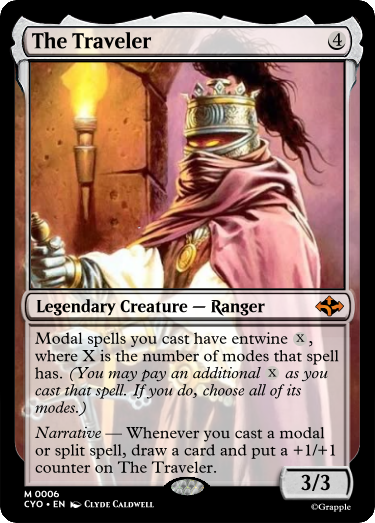 The Traveler 4
Legendary Creature — Ranger
Modal spells you cast have entwine X,
where X is the number of modes that spell
has. (You may pay an additional X as you
cast that spell. If you do, choose all of its
modes.)
Narrative — Whenever you cast a modal
or split spell, draw a card and put a +1/+1
counter on The Traveler.
3/3
M 0006
CYO • EN Clyde Caldwell
©Grapple